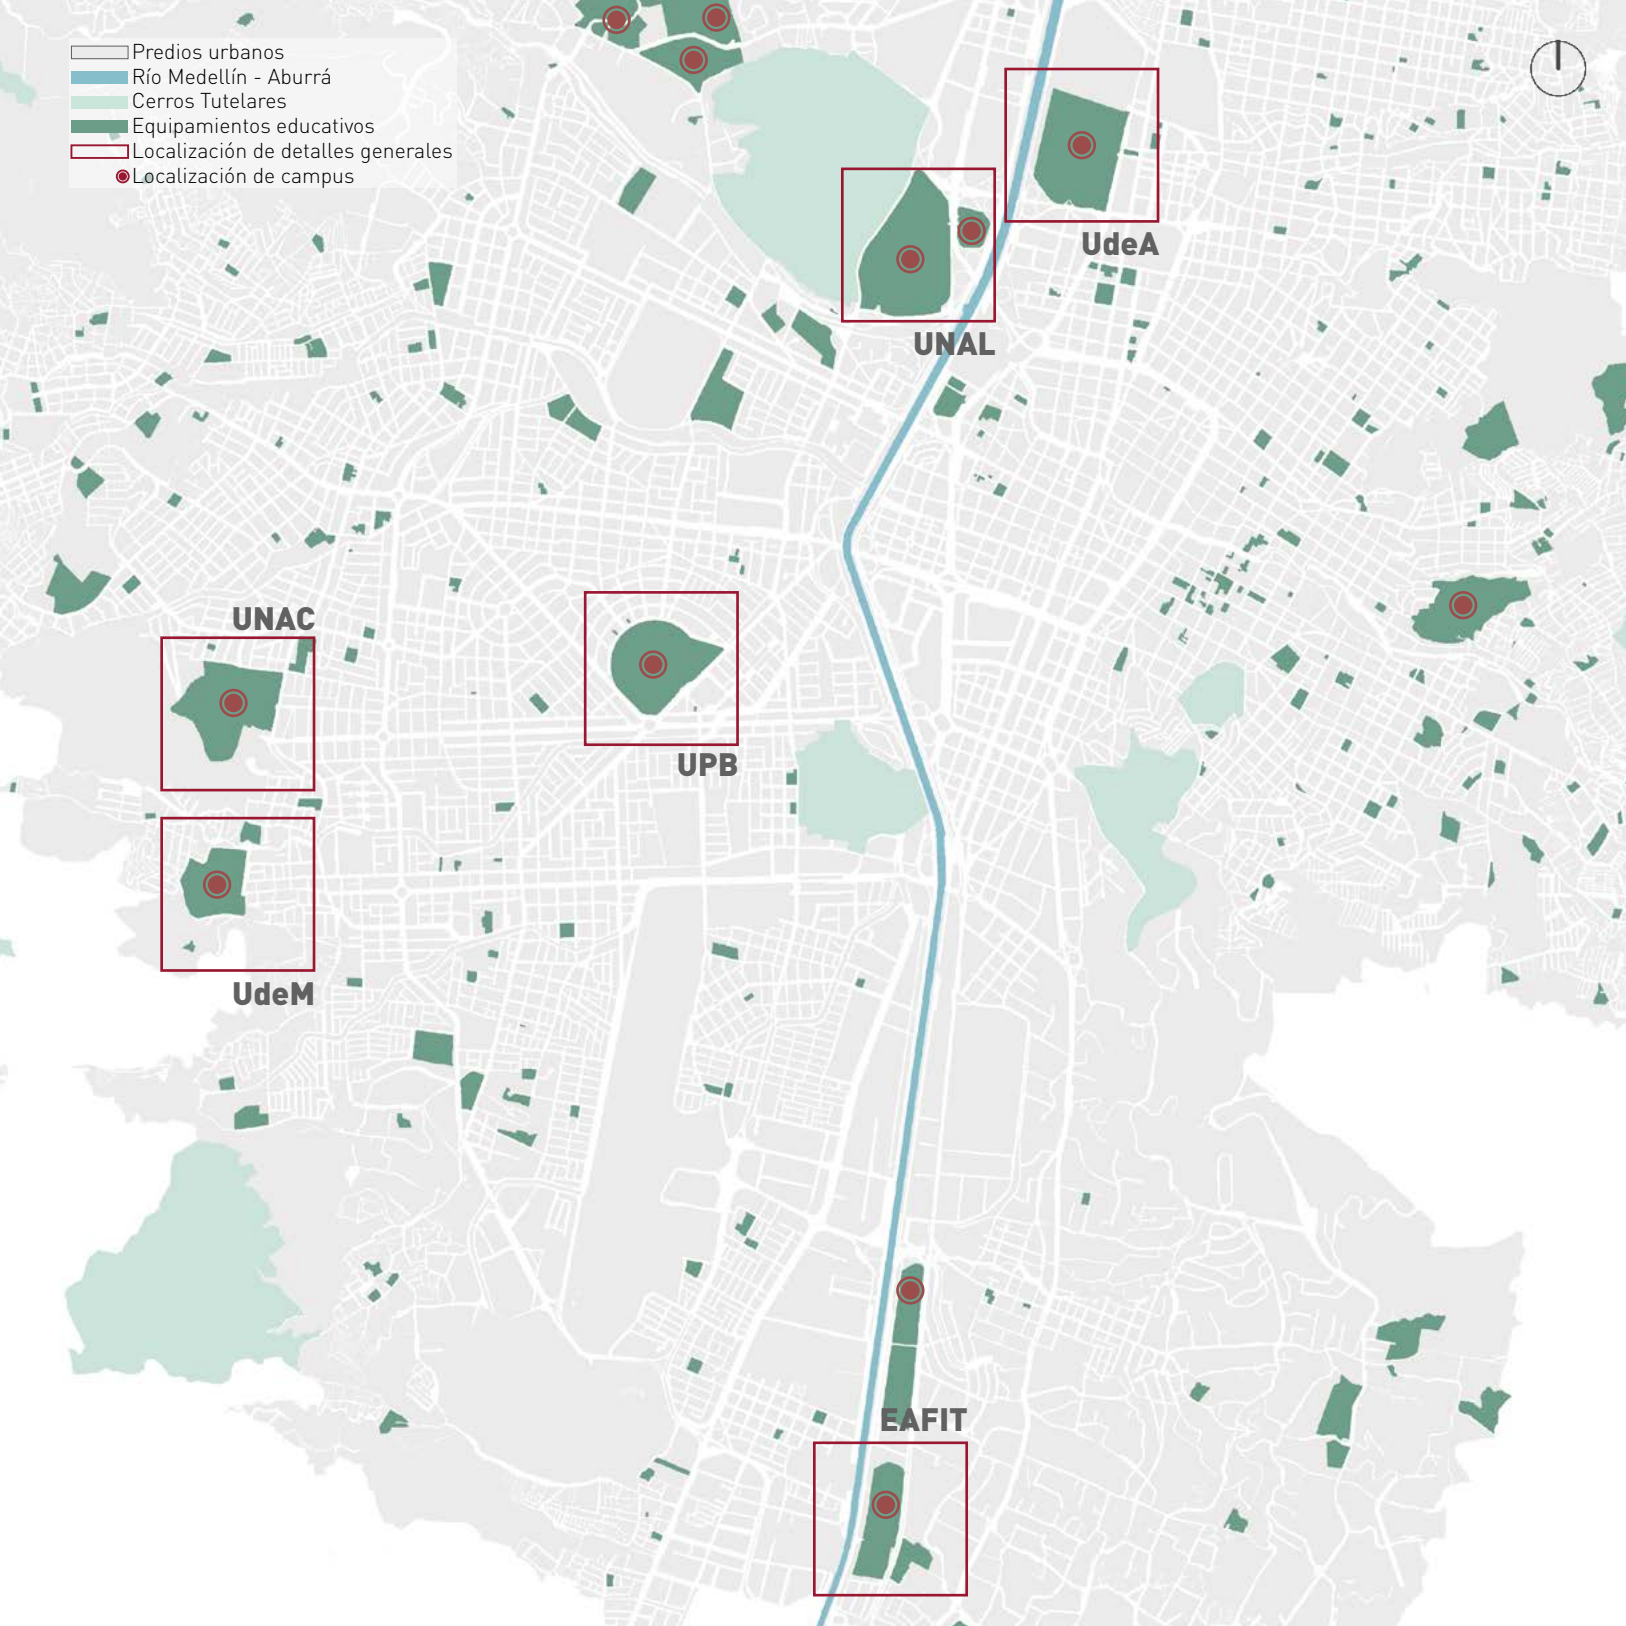 Predios urbanos
Río Medellín - Aburrá
Cerros Tutelares
Equipamientos educativos
Localización de detalles generales
Localización de campus
UdeA
UNAL
UNAC
UPB
UdeM
EAFIT